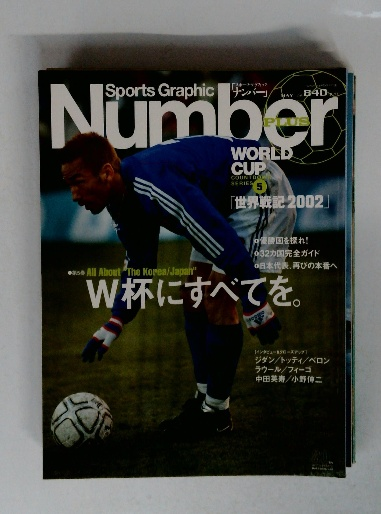 Sports Graphic
Number
PLUS
MAY
840
WORLD
CUP
COUNTDOWN
SERIES 5
「世界戦記2002」
●優勝国を探れ!
●32カ国完全ガイド
●日本代表、再びの本番へ
All About "The Korea/Japan"
W杯にすべてを。
ジダン/トッティ/ベロン
ラウール/フィーゴ
中田英寿/小野伸二